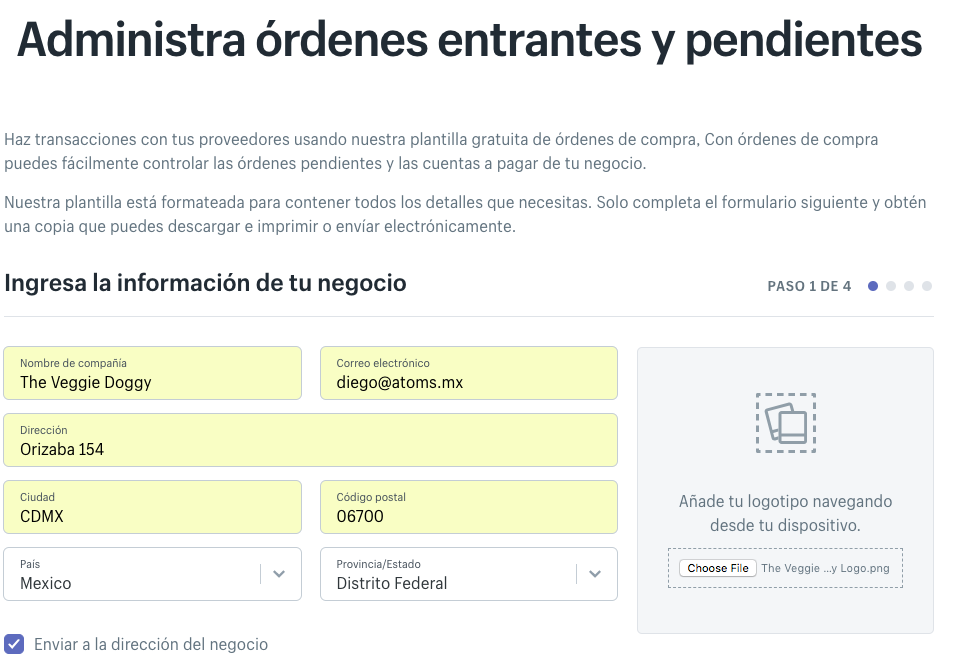 Administra órdenes entrantes y pendientes
Haz transacciones con tus proveedores usando nuestra plantilla gratuita de órdenes de compra, Con órdenes de compra
puedes fácilmente controlar las órdenes pendientes y las cuentas a pagar de tu negocio.
Nuestra plantilla está formateada para contener todos los detalles que necesitas. Solo completa el formulario siguiente y obtén
una copia que puedes descargar e imprimir o envíar electrónicamente.
Ingresa la información de tu negocio
PASO 1 DE 4
Nombre de compañía
The Veggie Doggy
Correo electrónico
diego@atoms.mx
Dirección
Orizaba 154
Ciudad
CDMX
Código postal
06700
País
Mexico
Provincia/Estado
Distrito Federal
Enviar a la dirección del negocio
Añade tu logotipo navegando
desde tu dispositivo.
Choose File The Veggie ...y Logo.png